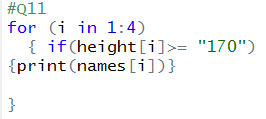 #Q11
for (i in 1:4)
  { if(height[i]>= "170")
{print(names[i])}

}